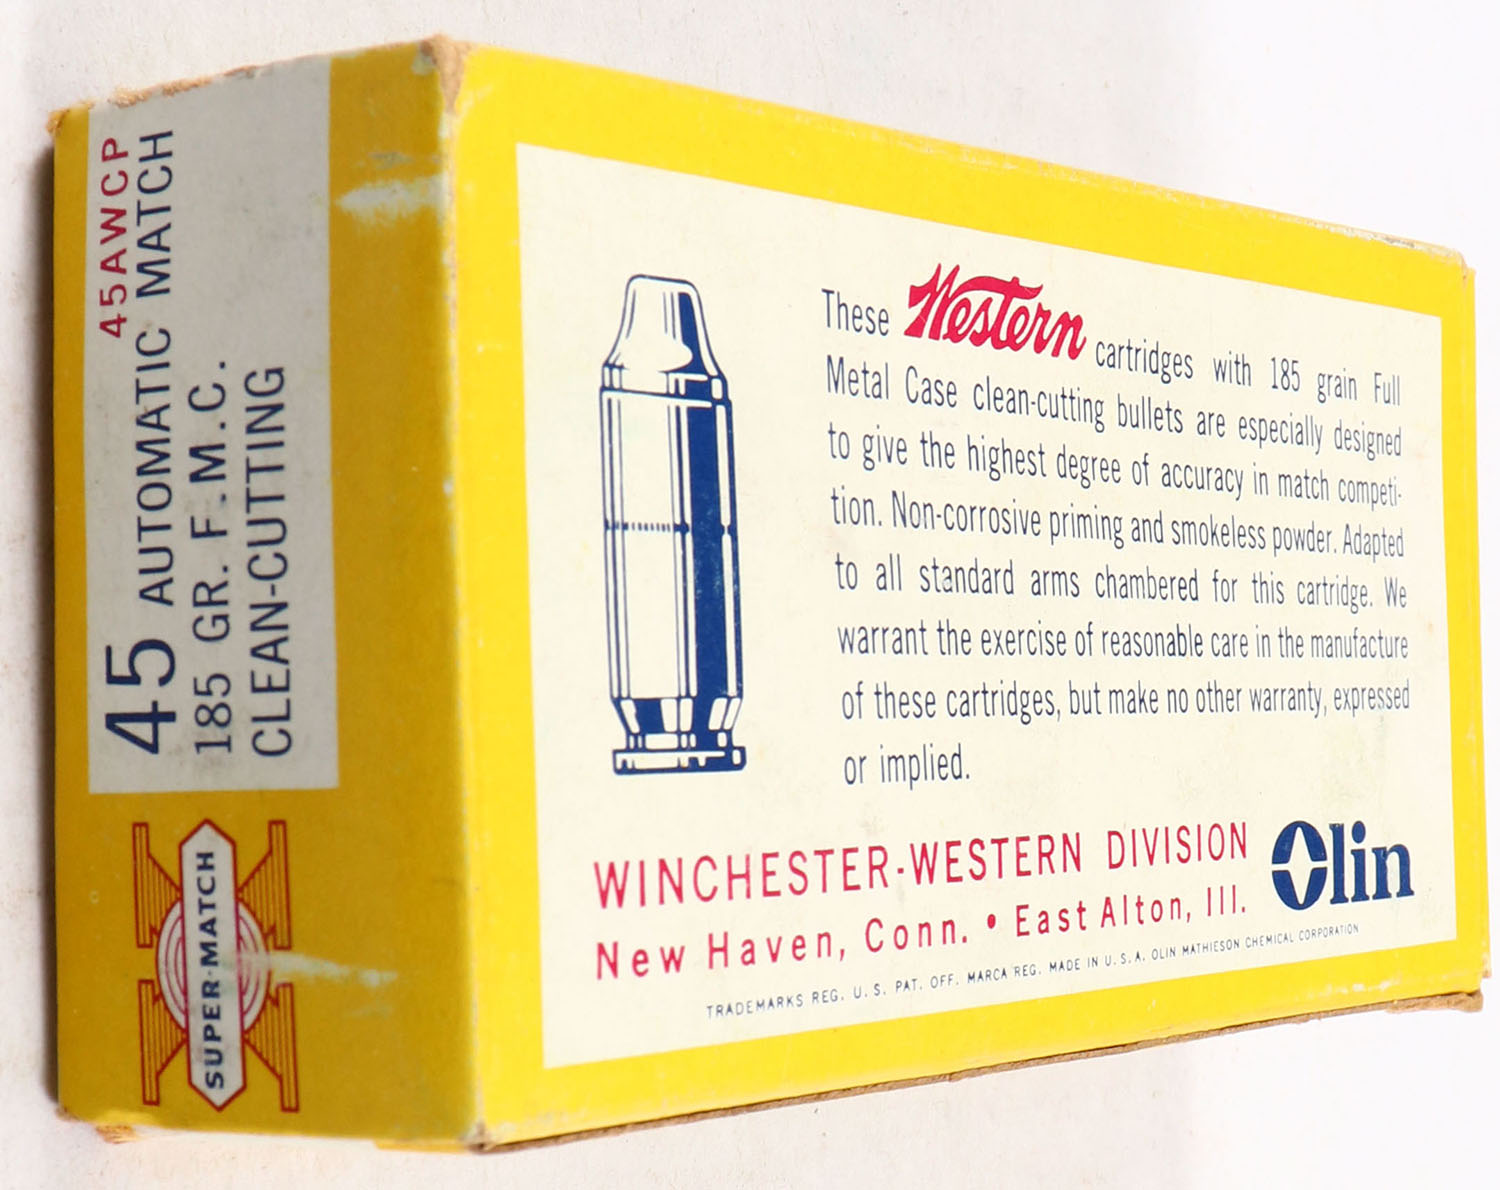 45AWCP
45 AUTOMATIC MATCH
185 GR. F.M.C.
CLEAN-CUTTING
SUPER-MATCH
These Western cartridges with 185 grain Full
Metal Case clean-cutting bullets are especially designed
to give the highest degree of accuracy in match competi-
tion. Non-corrosive priming and smokeless powder. Adapted
to all standard arms chambered for this cartridge. We
warrant the exercise of reasonable care in the manufacture
of these cartridges, but make no other warranty, expressed
or implied.
WINCHESTER-WESTERN DIVISION
New Haven, Conn. • East Alton, Ill.
Olin
TRADEMARKS REG. U. S. PAT. OFF. MARCA REG. MADE IN U. S. A. OLIN MATHIESON CHEMICAL CORPORATION